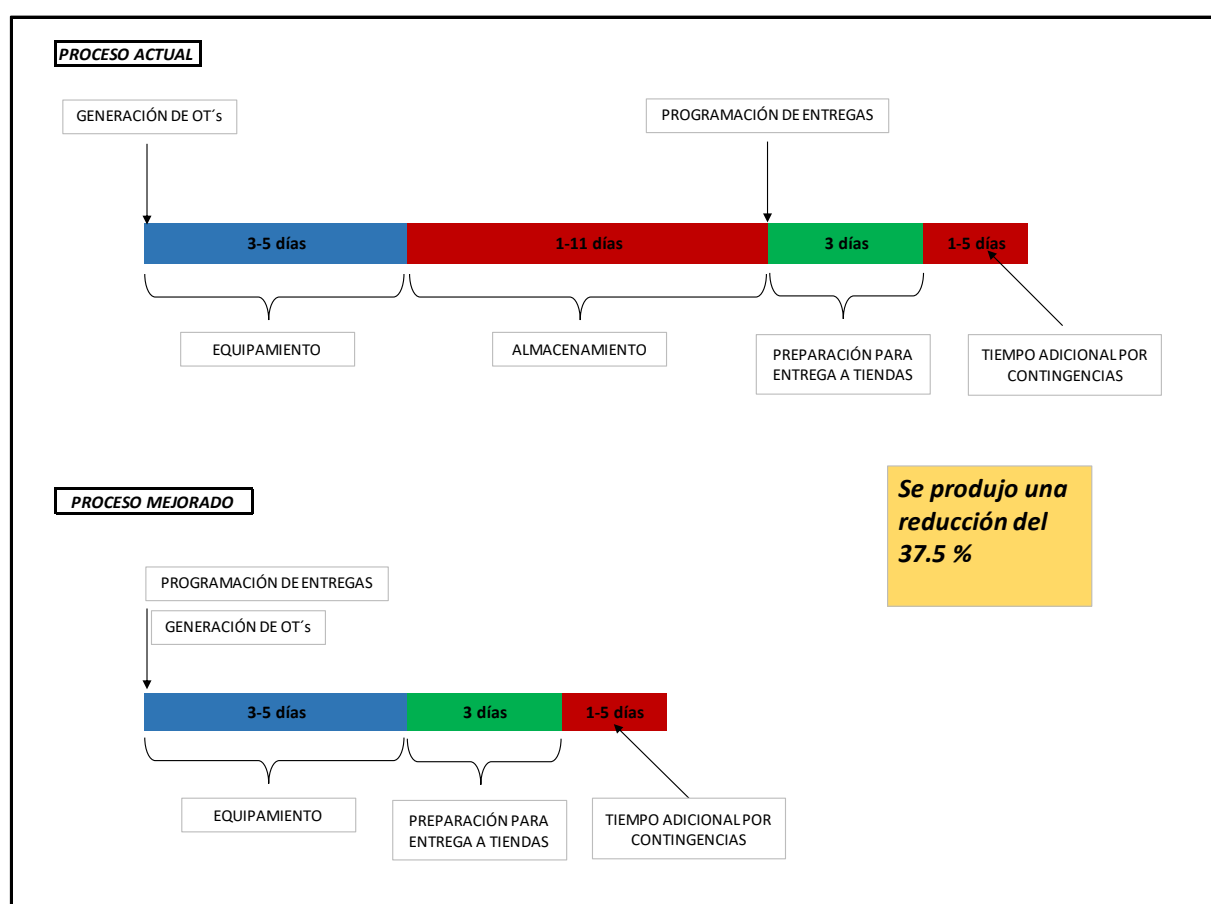 PROCESO ACTUAL
GENERACIÓN DE OT´s
PROGRAMACIÓN DE ENTREGAS
3-5 días
1-11 días
3 días
1-5 días
EQUIPAMIENTO
ALMACENAMIENTO
PREPARACIÓN PARA
ENTREGA A TIENDAS
TIEMPO ADICIONAL POR
CONTINGENCIAS
PROCESO MEJORADO
Se produjo una
reducción del
37.5 %
PROGRAMACIÓN DE ENTREGAS
GENERACIÓN DE OT´s
3-5 días
3 días
1-5 días
EQUIPAMIENTO
PREPARACIÓN PARA
ENTREGA A TIENDAS
TIEMPO ADICIONAL POR
CONTINGENCIAS